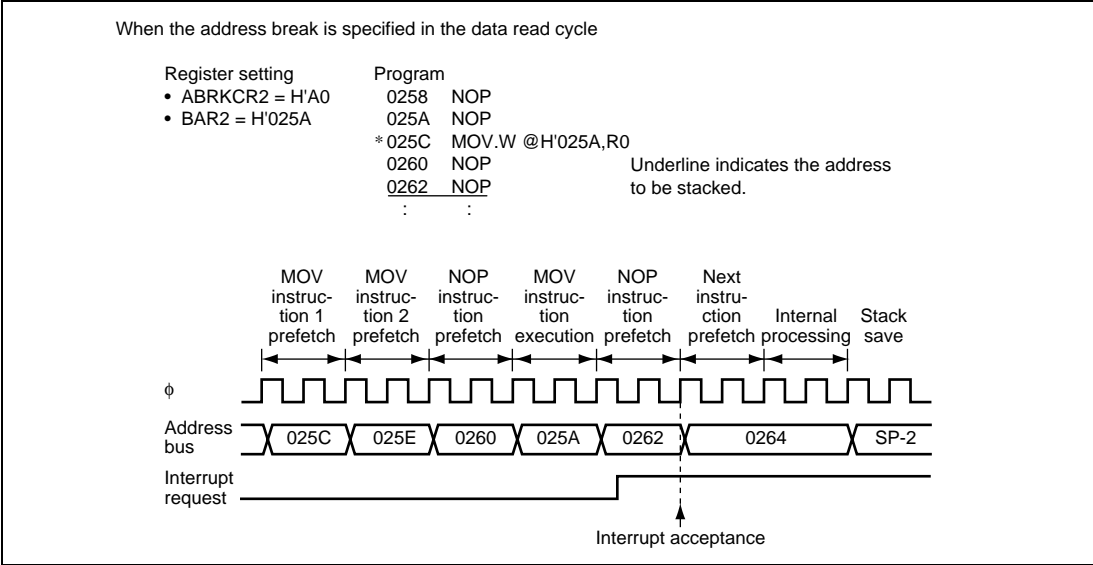 When the address break is specified in the data read cycle
Register setting
• ABRKCR2 = H'A0
• BAR2 = H'025A
Program
0258 NOP
025A NOP
* 025C MOV.W @H'025A,R0
0260 NOP
0262 NOP
: :
Underline indicates the address
to be stacked.
MOV
instruc-
tion 1
prefetch
MOV
instruc-
tion 2
prefetch
NOP
instruc-
tion
prefetch
MOV
instruc-
tion
execution
NOP
instruc-
tion
prefetch
Next
instru-
ction
prefetch
Internal
processing
Stack
save
φ
Address
bus
025C 025E 0260 025A 0262 0264 SP-2
Interrupt
request
Interrupt acceptance